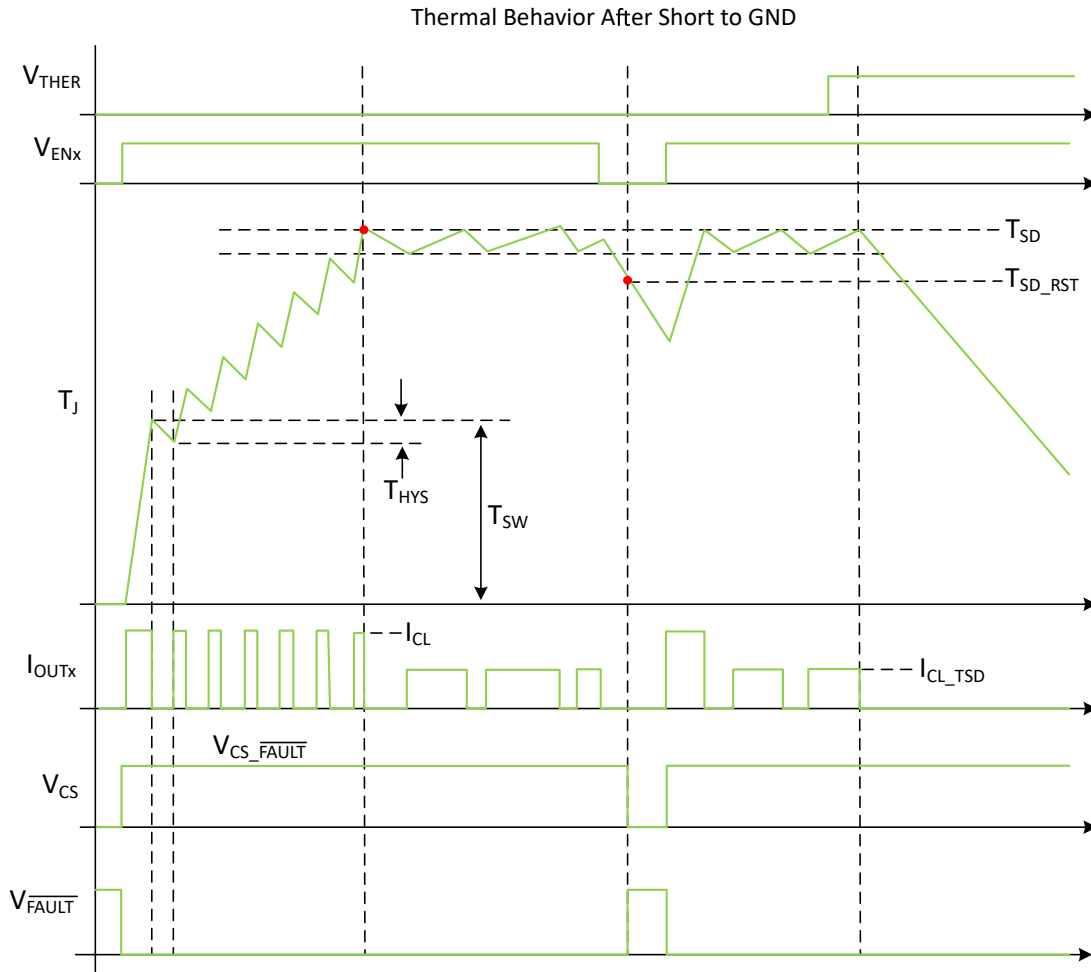 Thermal Behavior After Short to GND
VTHER
VENx
TSD
TSD_RST
TJ
THYS
TSW
ICL
IOUTx
ICL_TSD
VCS_FAULT
VCS
VFAULT